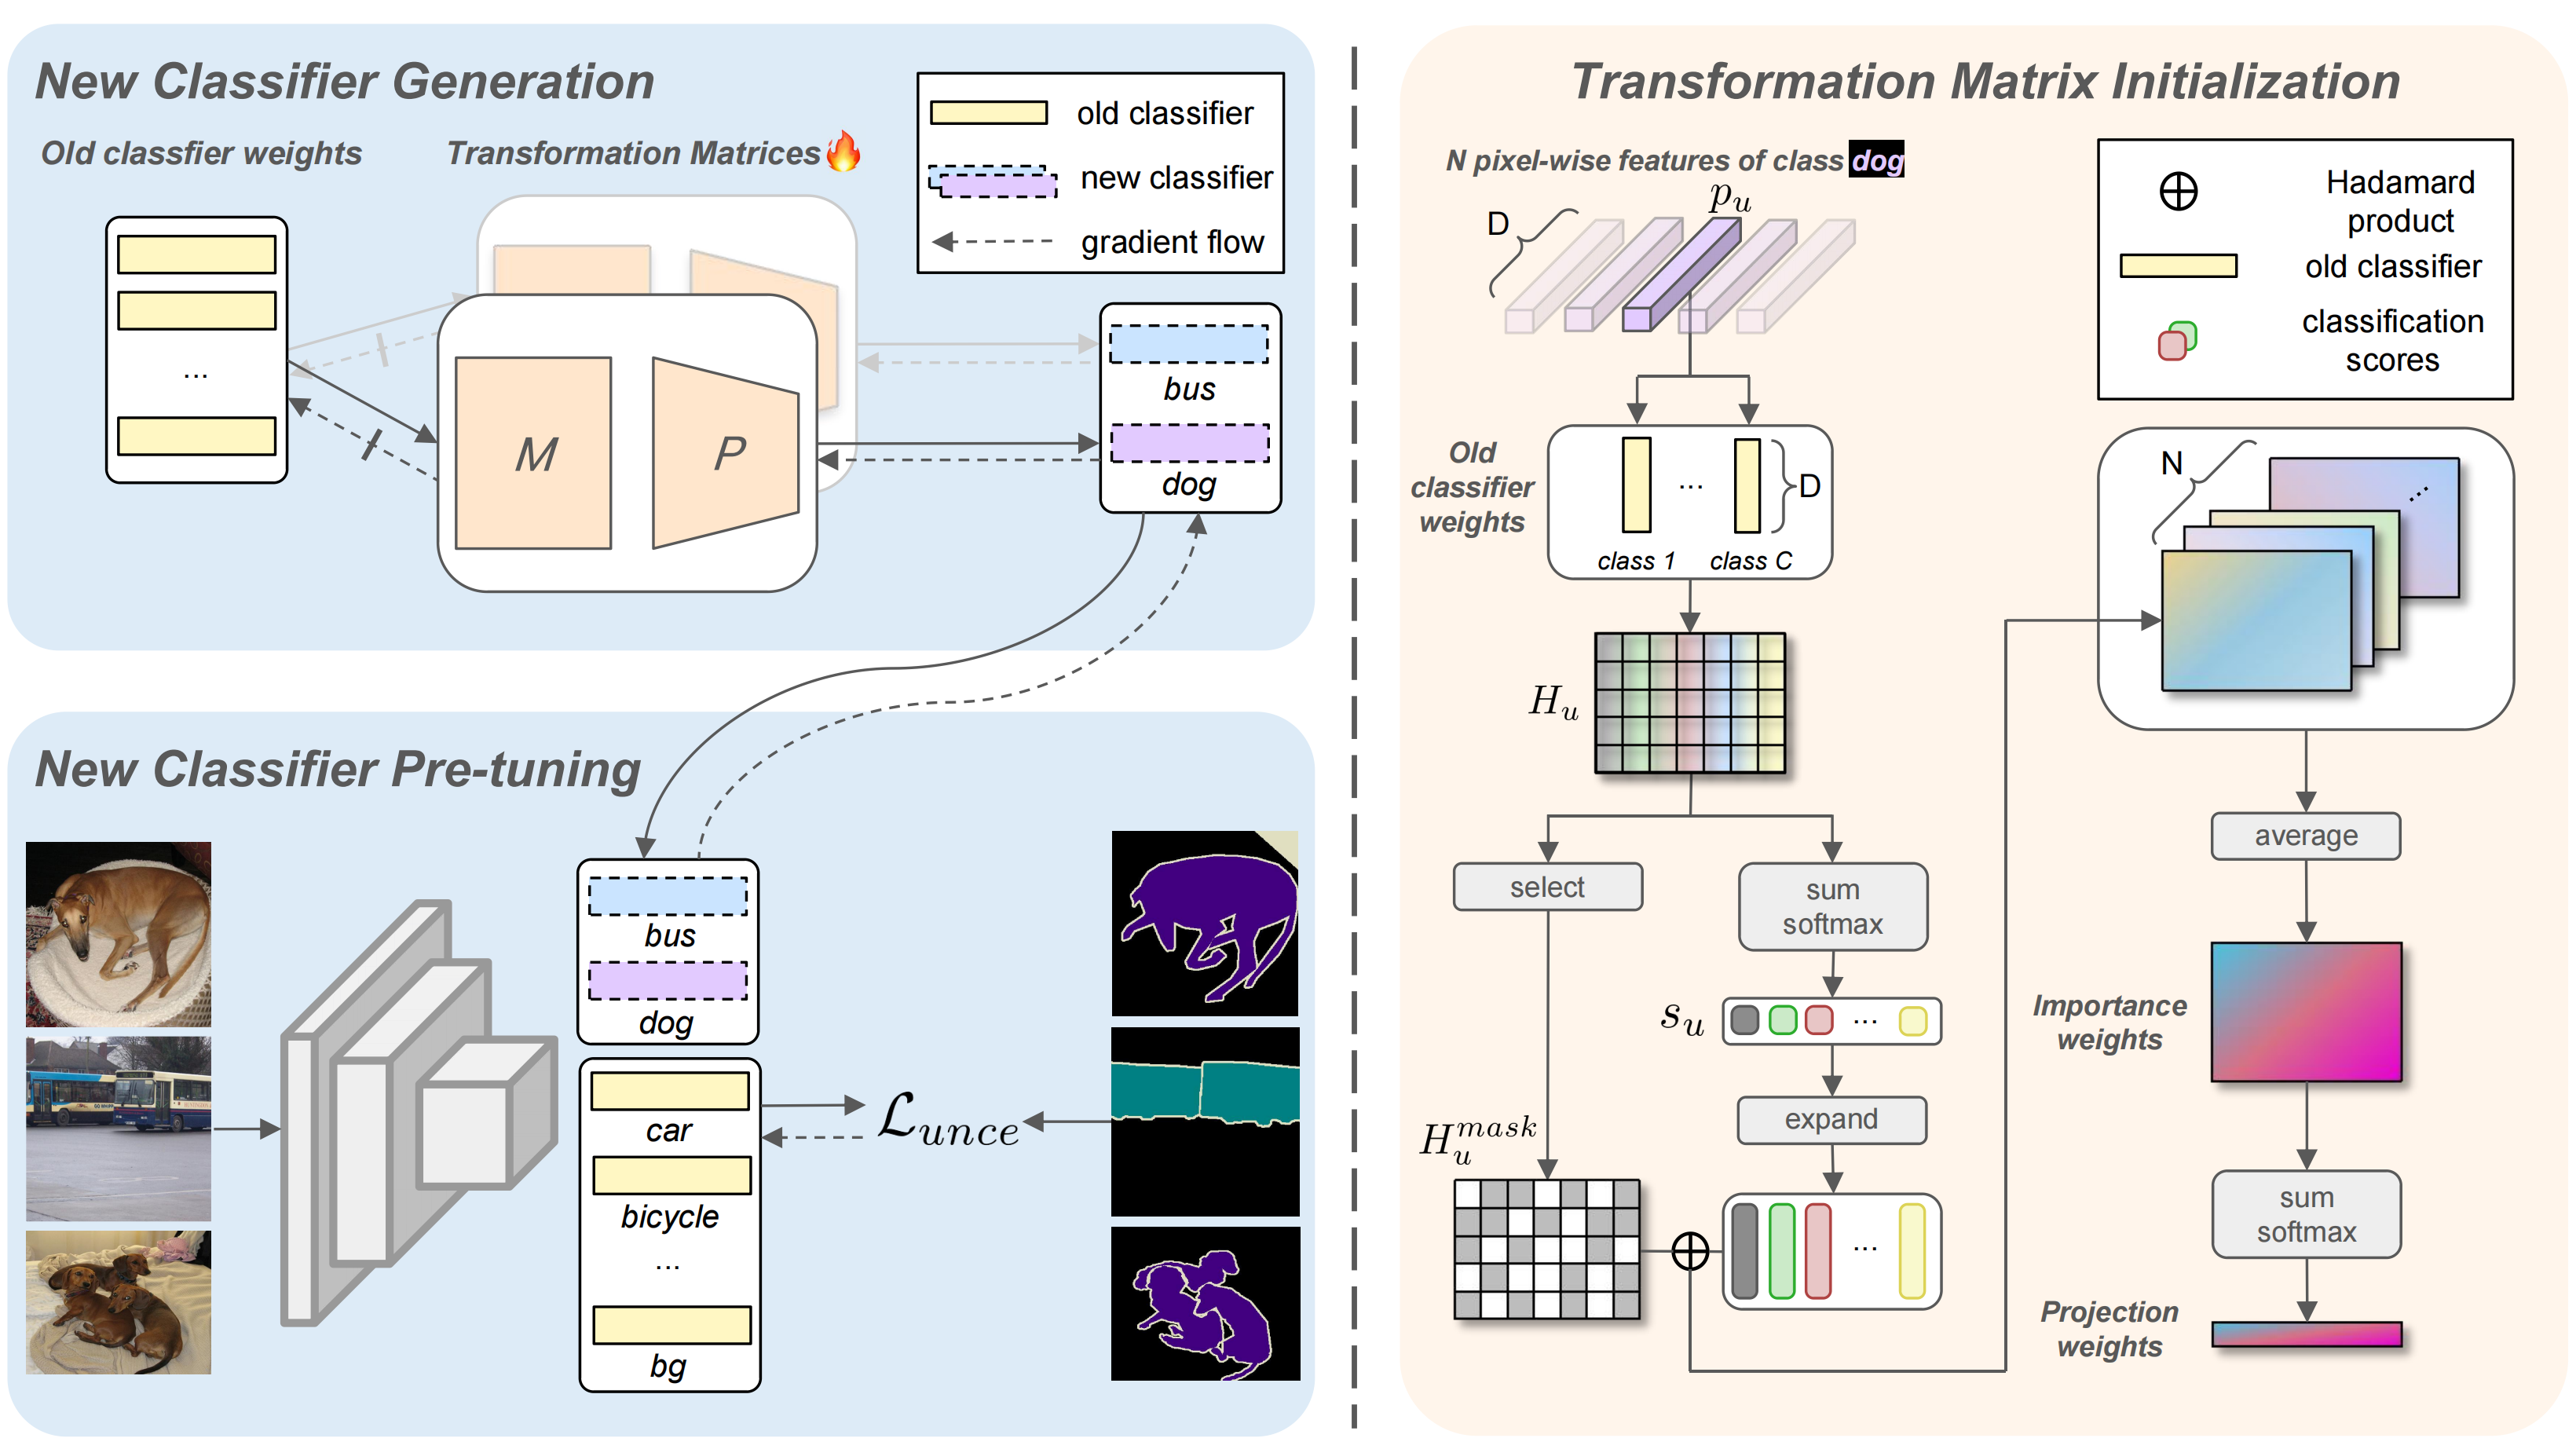 New Classifier Generation
Old classfier weights
Transformation Matrices
old classifier
new classifier
gradient flow
...
M
P
bus
dog
New Classifier Pre-tuning
bus
dog
car
bicycle
...
bg
ℒ_unce
Transformation Matrix Initialization
N pixel-wise features of class dog
p_u
D
Hadamard
product
old classifier
classification
scores
Old
classifier
weights
...
D
class 1
class C
H_u
select
sum
softmax
s_u
...
expand
H_u^mask
...
N
...
average
Importance
weights
sum
softmax
Projection
weights